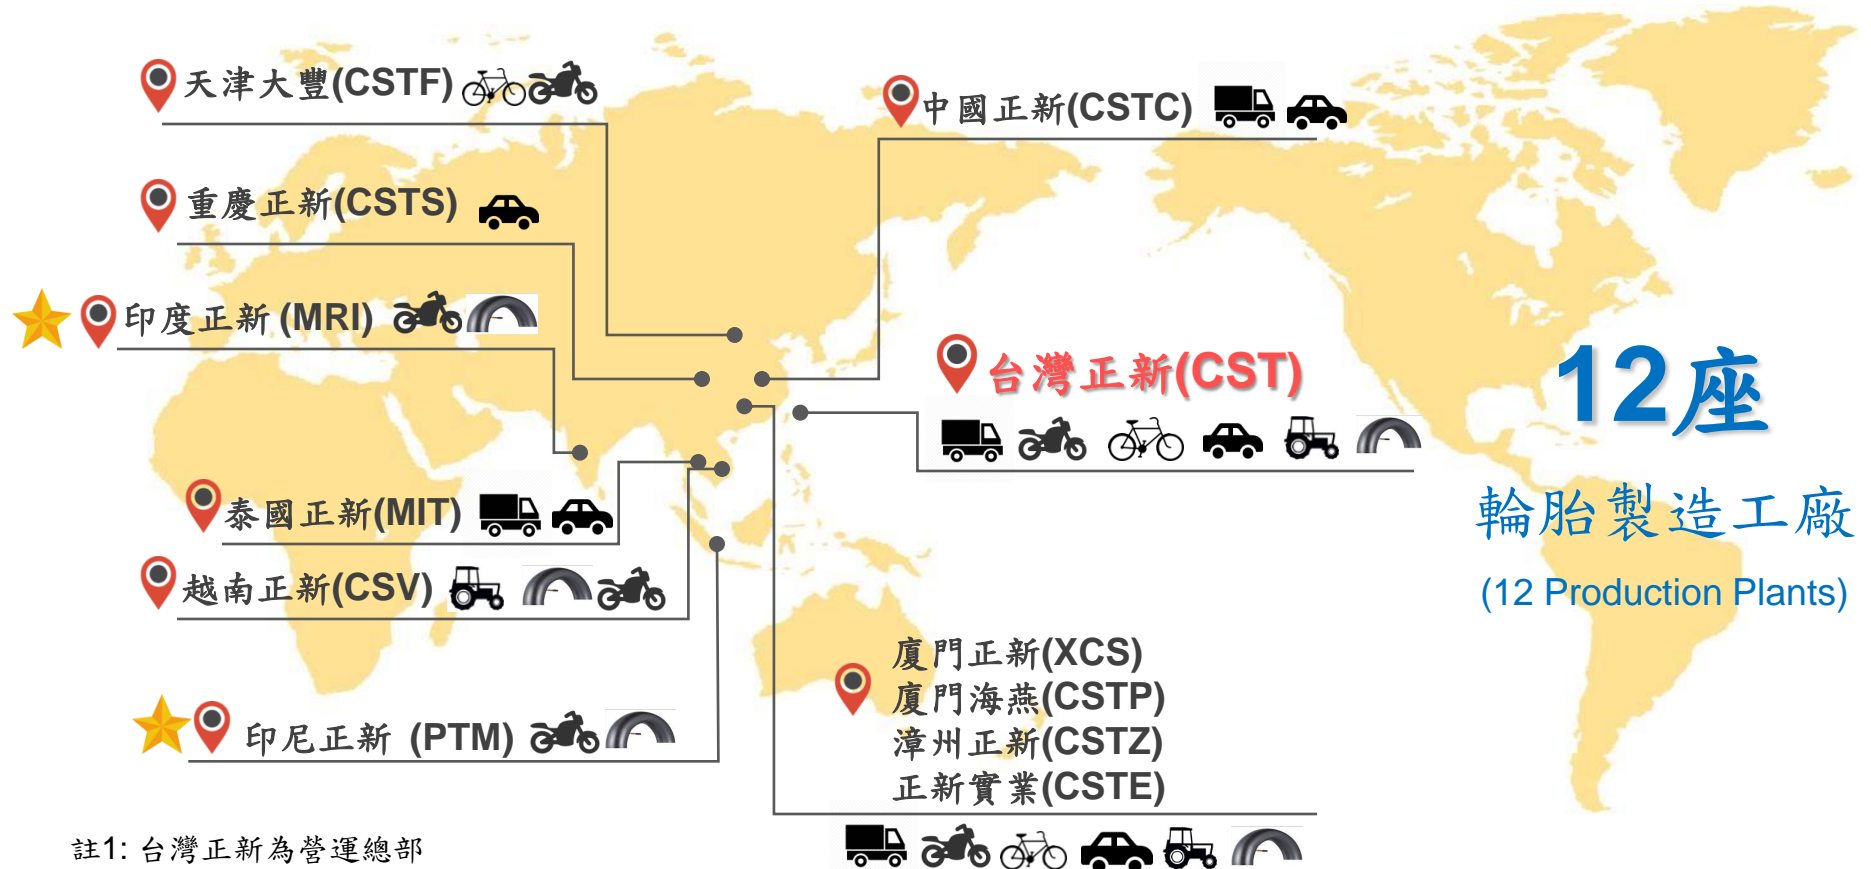 天津大豐(CSTF)
中國正新(CSTC)
重慶正新(CSTS)
印度正新 (MRI)
台灣正新(CST)
12座
輪胎製造工廠
(12 Production Plants)
泰國正新(MIT)
越南正新(CSV)
廈門正新(XCS)
廈門海燕(CSTP)
漳州正新(CSTZ)
正新實業(CSTE)
印尼正新 (PTM)
註1: 台灣正新為營運總部